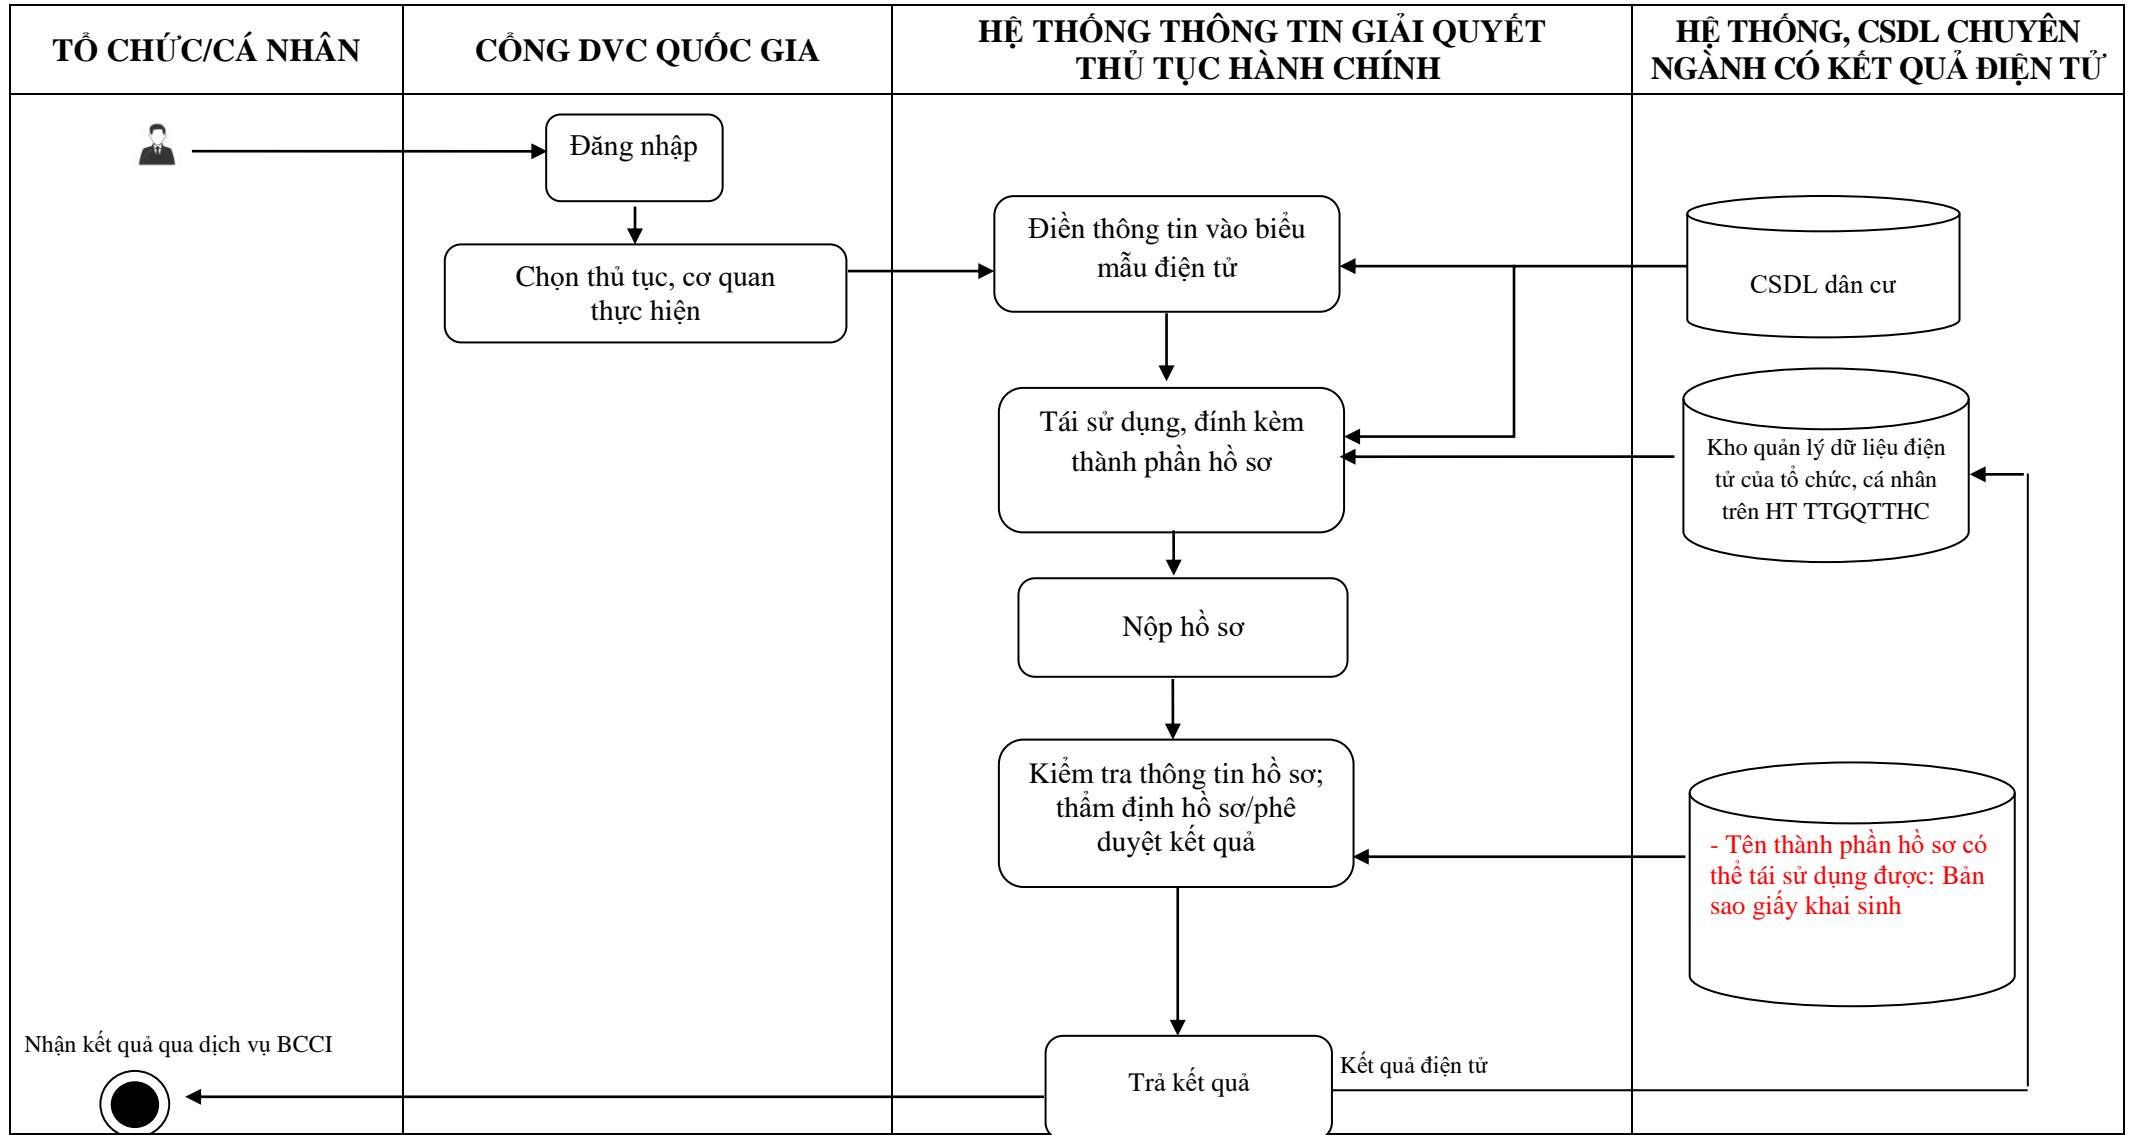 TỔ CHỨC/CÁ NHÂN
CỔNG DVC QUỐC GIA
HỆ THỐNG THÔNG TIN GIẢI QUYẾT
THỦ TỤC HÀNH CHÍNH
HỆ THỐNG, CSDL CHUYÊN
NGÀNH CÓ KẾT QUẢ ĐIỆN TỬ
Đăng nhập
Chọn thủ tục, cơ quan
thực hiện
Điền thông tin vào biểu
mẫu điện tử
CSDL dân cư
Tái sử dụng, đính kèm
thành phần hồ sơ
Kho quản lý dữ liệu điện
tử của tổ chức, cá nhân
trên HT TTGQTTHC
Nộp hồ sơ
Kiểm tra thông tin hồ sơ;
thẩm định hồ sơ/phê
duyệt kết quả
- Tên thành phần hồ sơ có
thể tái sử dụng được: Bản
sao giấy khai sinh
Nhận kết quả qua dịch vụ BCCI
Trả kết quả
Kết quả điện tử